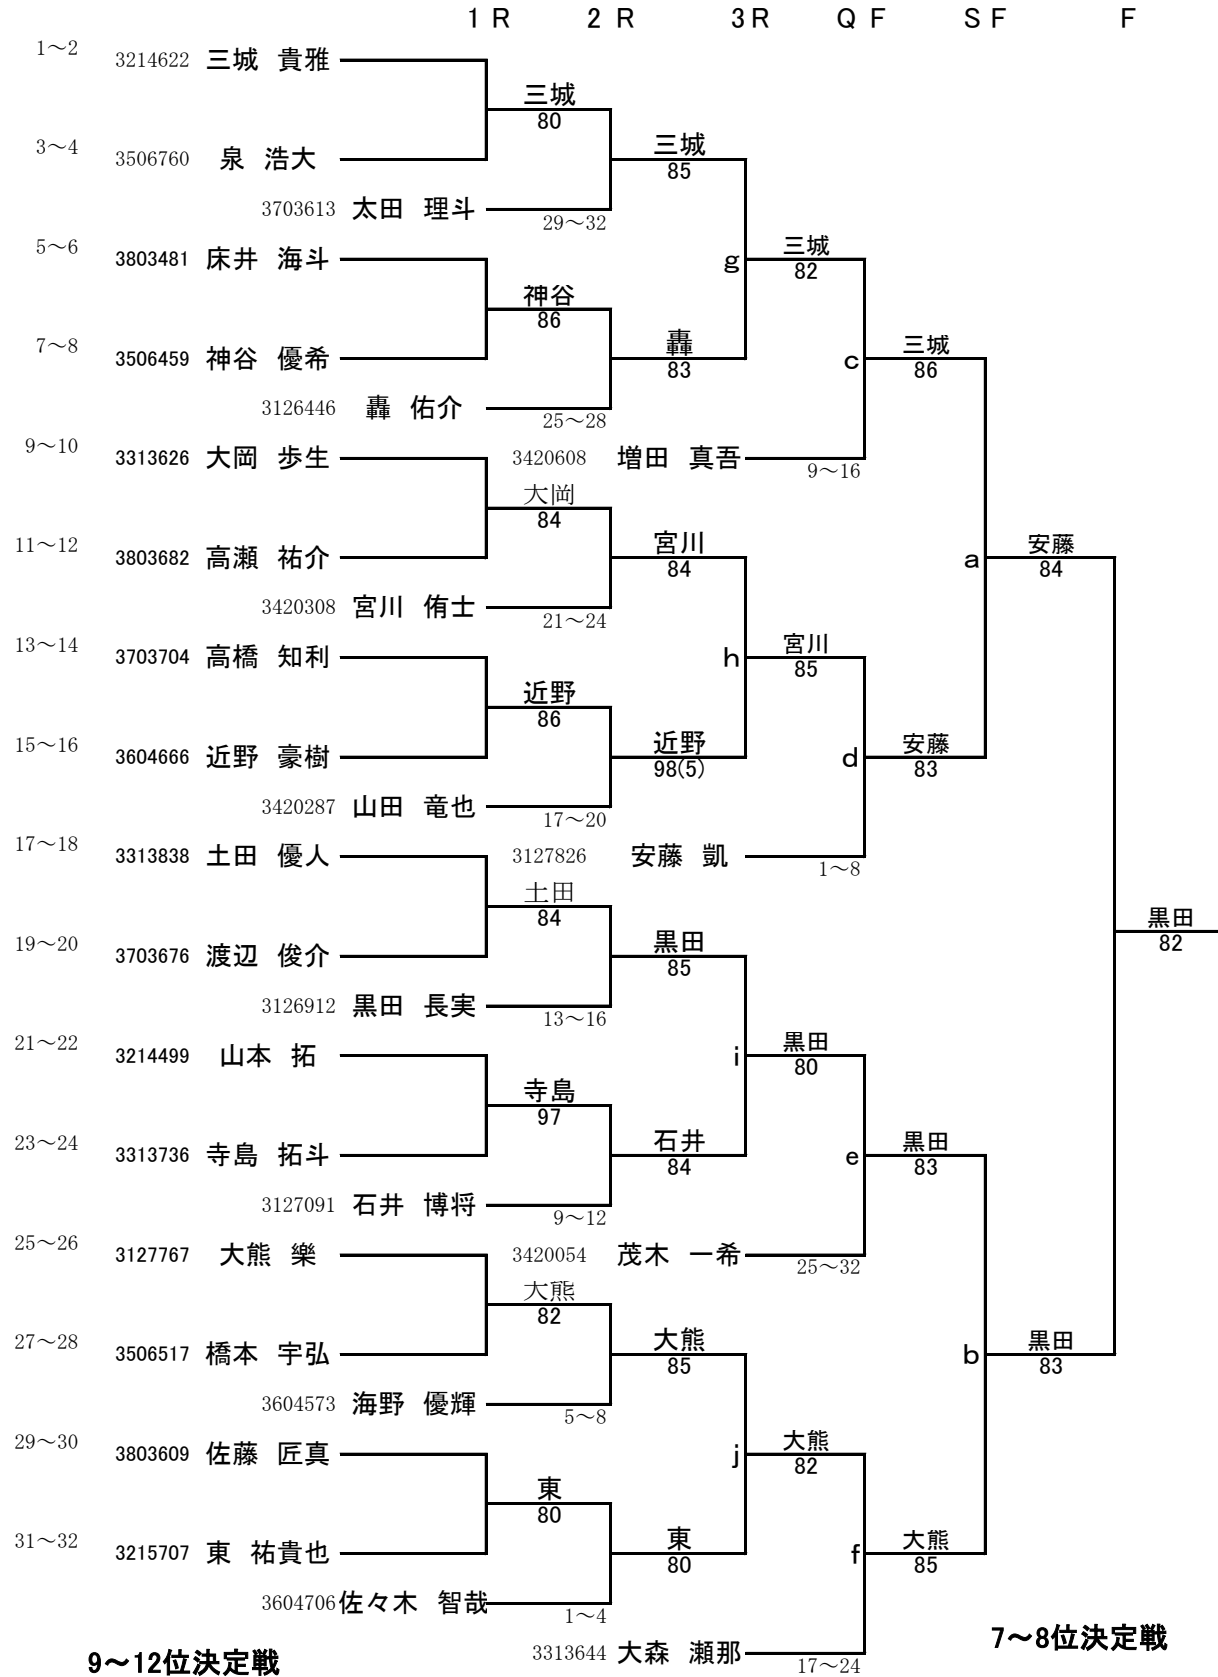 1 R 2 R 3 R Q F S F F
1～2
3214622 三城 貴雅
三城
80
3～4
3506760 泉 浩大
三城
85
3703613 太田 理斗
29～32
5～6
3803481 床井 海斗
g
三城
82
神谷
86
7～8
3506459 神谷 優希
轟
83
c
三城
86
3126446 轟 佑介
25～28
9～10
3313626 大岡 歩生
3420608 増田 真吾
9～16
大岡
84
11～12
3803682 高瀬 祐介
宮川
84
a
安藤
84
3420308 宮川 侑士
21～24
13～14
3703704 高橋 知利
h
宮川
85
近野
86
15～16
3604666 近野 豪樹
近野
98(5)
d
安藤
83
3420287 山田 竜也
17～20
17～18
3313838 土田 優人
3127826 安藤 凱
1～8
土田
84
19～20
3703676 渡辺 俊介
黒田
85
黒田
82
3126912 黒田 長実
13～16
21～22
3214499 山本 拓
i
黒田
80
寺島
97
23～24
3313736 寺島 拓斗
石井
84
e
黒田
83
3127091 石井 博将
9～12
25～26
3127767 大熊 樂
3420054 茂木 一希
25～32
大熊
82
27～28
3506517 橋本 宇弘
大熊
85
b
黒田
83
3604573 海野 優輝
5～8
29～30
3803609 佐藤 匠真
j
大熊
82
東
80
31～32
3215707 東 祐貴也
東
80
f
大熊
85
3604706 佐々木 智哉
1～4
3313644 大森 瀬那
17～24
7～8位決定戦
9～12位決定戦